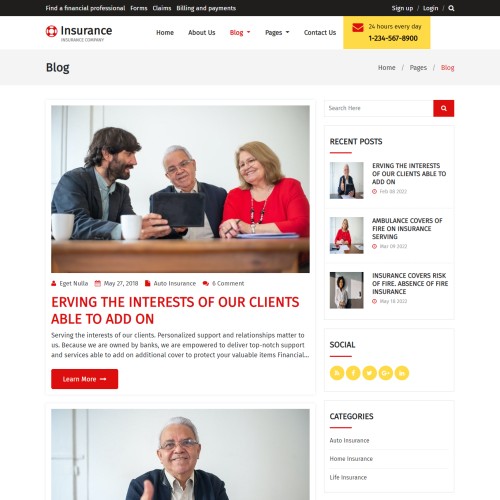 Find a financial professional Forms Claims Billing and payments
Sign up / Login /
Insurance
INSURANCE COMPANY
Home About Us Blog Pages Contact Us
24 hours every day
1-234-567-8900
Blog
Home / Pages / Blog
Eget Nulla May 27, 2018 Auto Insurance 6 Comment
ERVING THE INTERESTS OF OUR CLIENTS
ABLE TO ADD ON
Serving the interests of our clients. Personalized support and relationships matter to
us. Because we are owned by banks, we are empowered to deliver top-notch support
and services able to add on additional cover to protect your valuable items Financial...
Learn More
Search Here
RECENT POSTS
ERVING THE INTERESTS
OF OUR CLIENTS ABLE TO
ADD ON
Feb 08 2022
AMBULANCE COVERS OF
FIRE ON INSURANCE
SERVING
Mar 09 2022
INSURANCE COVERS RISK
OF FIRE. ABSENCE OF FIRE
INSURANCE
May 18 2022
SOCIAL
CATEGORIES
Auto Insurance
Home Insurance
Life Insurance